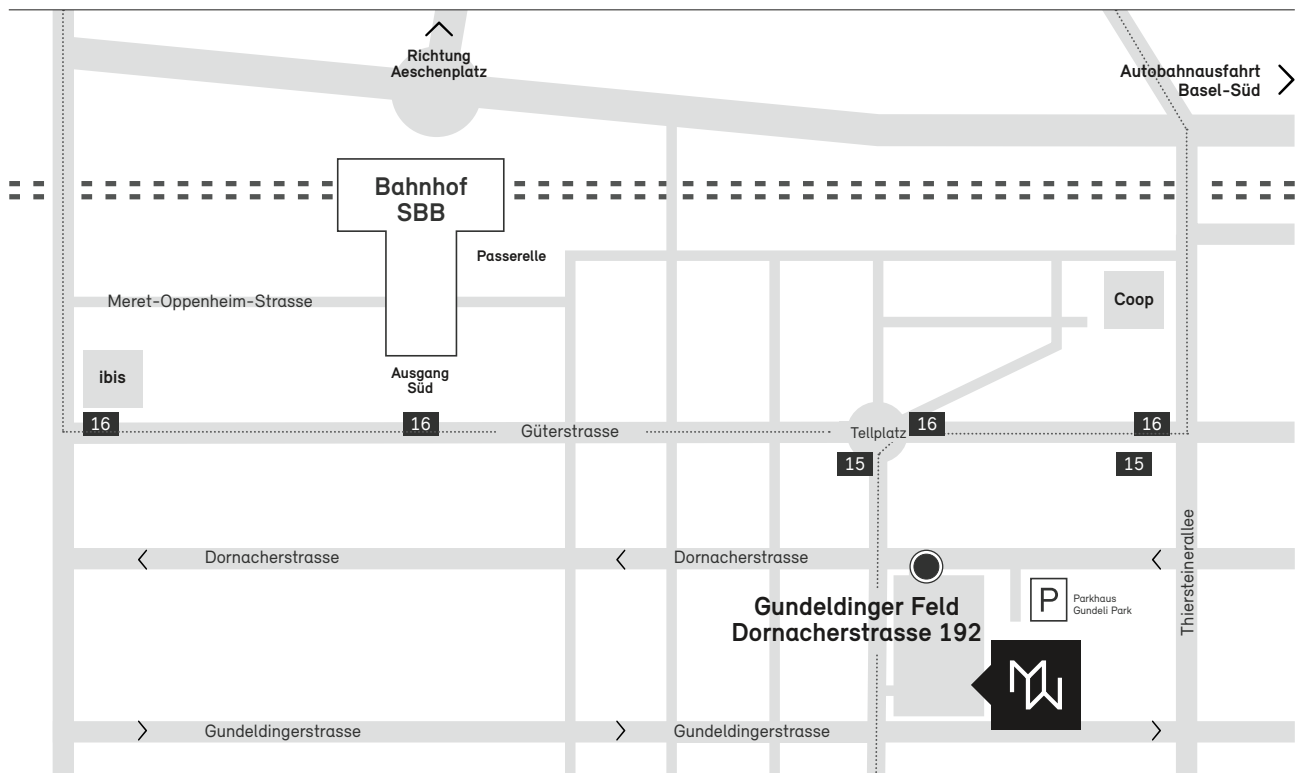 Richtung
Aeschenplatz
Autobahnausfahrt
Basel-Süd
Bahnhof
SBB
Passerelle
Meret-Oppenheim-Strasse
Coop
ibis
Ausgang
Süd
16
16
16
16
Güterstrasse
Tellplatz
15
15
Dornacherstrasse
Dornacherstrasse
Thiersteinerallee
Gundeldinger Feld
Dornacherstrasse 192
P
Parkhaus
Gundeli Park
Gundeldingerstrasse
Gundeldingerstrasse